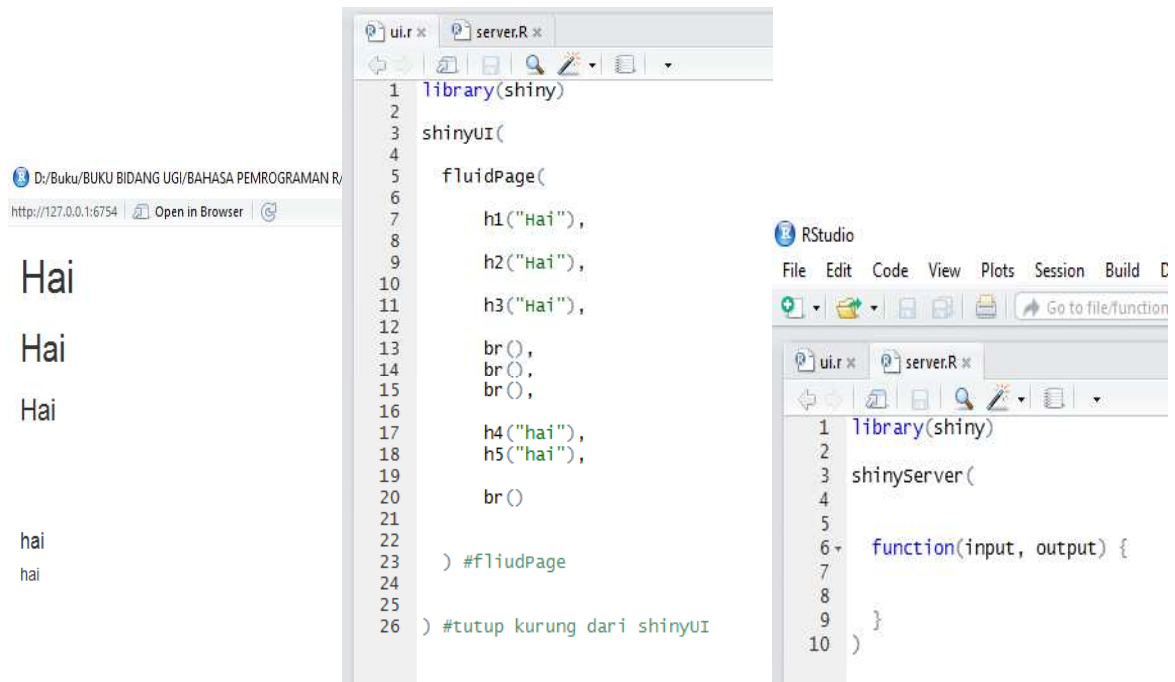 D:/Buku/BUKU BIDANG UGI/BAHASA PEMROGRAMAN R/
http://127.0.0.1:6754 Open in Browser
Hai
Hai
Hai
hai
hai
ui.r × server.R ×
1 library(shiny)
2
3 shinyUI(
4
5 fluidPage(
6
7 h1("Hai"),
8
9 h2("Hai"),
10
11 h3("Hai"),
12
13 br(),
14 br(),
15 br(),
16
17 h4("hai"),
18 h5("hai"),
19
20 br()
21
22
23 ) #fliudPage
24
25
26 ) #tutup kurung dari shinyUI
RStudio
File Edit Code View Plots Session Build D
Go to file/function
ui.r × server.R ×
1 library(shiny)
2
3 shinyServer(
4
5
6 function(input, output) {
7
8
9 }
10 )